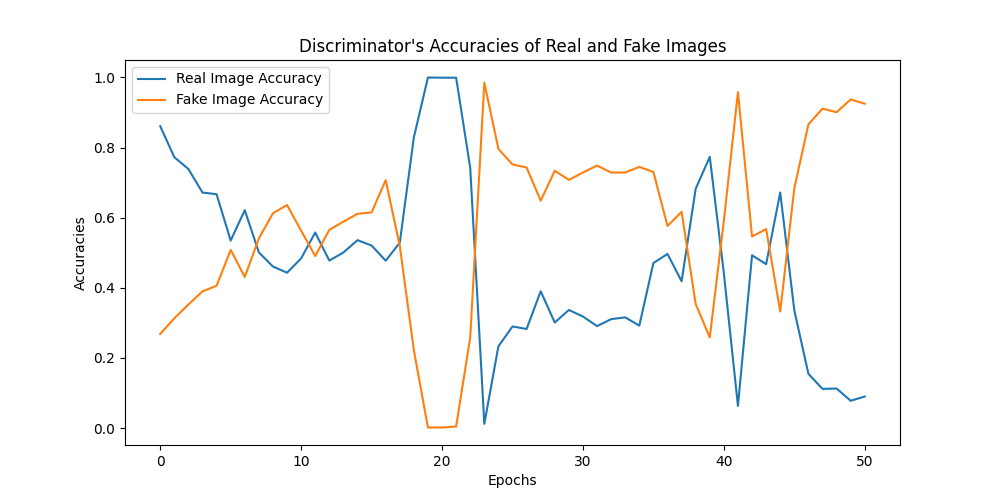 Discriminator's Accuracies of Real and Fake Images
Real Image Accuracy
Fake Image Accuracy
1.0
0.8
0.6
0.4
0.2
0.0
Accuracies
0 10 20 30 40 50
Epochs